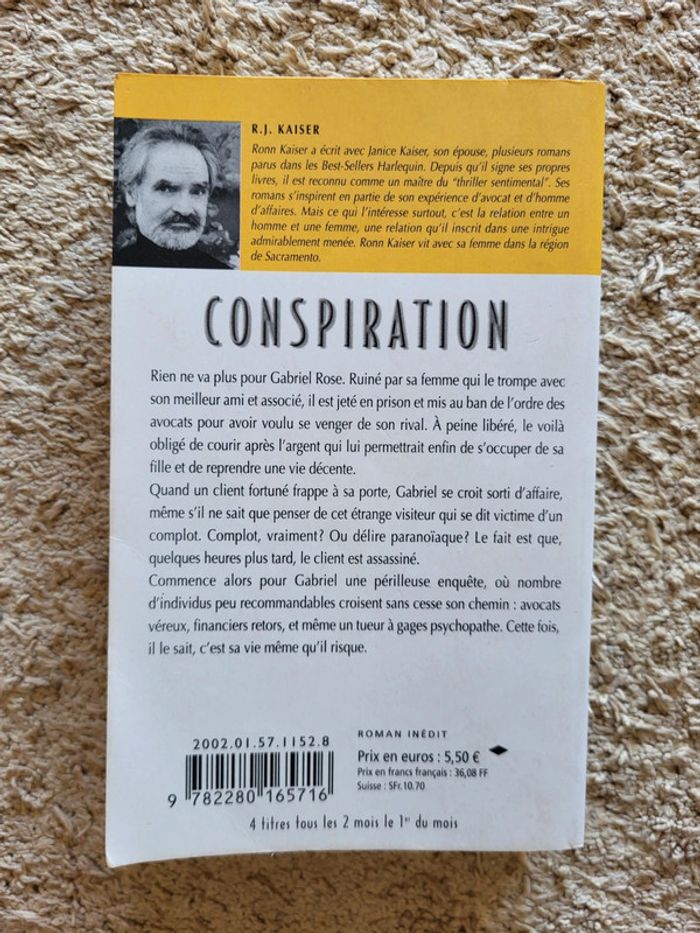 R.J. KAISER
Ronn Kaiser a écrit avec Janice Kaiser, son épouse, plusieurs romans
parus dans les Best-Sellers Harlequin. Depuis qu'il signe ses propres
livres, il est reconnu comme un maître du "thriller sentimental". Ses
romans s'inspirent en partie de son expérience d'avocat et d'homme
d'affaires. Mais ce qui l'intéresse surtout, c'est la relation entre un
homme et une femme, une relation qu'il inscrit dans une intrigue
admirablement menée. Ronn Kaiser vit avec sa femme dans la région
de Sacramento.
CONSPIRATION
Rien ne va plus pour Gabriel Rose. Ruiné par sa femme qui le trompe avec
son meilleur ami et associé, il est jeté en prison et mis au ban de l'ordre des
avocats pour avoir voulu se venger de son rival. À peine libéré, le voilà
obligé de courir après l'argent qui lui permettrait enfin de s'occuper de sa
fille et de reprendre une vie décente.
Quand un client fortuné frappe à sa porte, Gabriel se croit sorti d'affaire,
même s'il ne sait que penser de cet étrange visiteur qui se dit victime d'un
complot. Complot, vraiment? Ou délire paranoïaque? Le fait est que,
quelques heures plus tard, le client est assassiné.
Commence alors pour Gabriel une périlleuse enquête, où nombre
d'individus peu recommandables croisent sans cesse son chemin : avocats
véreux, financiers retors, et même un tueur à gages psychopathe. Cette fois,
il le sait, c'est sa vie même qu'il risque.
2002.01.57.1152.8
9 782280 165716
ROMAN INÉDIT
Prix en euros : 5,50 €
Prix en francs français : 36,08 FF
Suisse : SFr.10.70
4 titres tous les 2 mois le 1er du mois